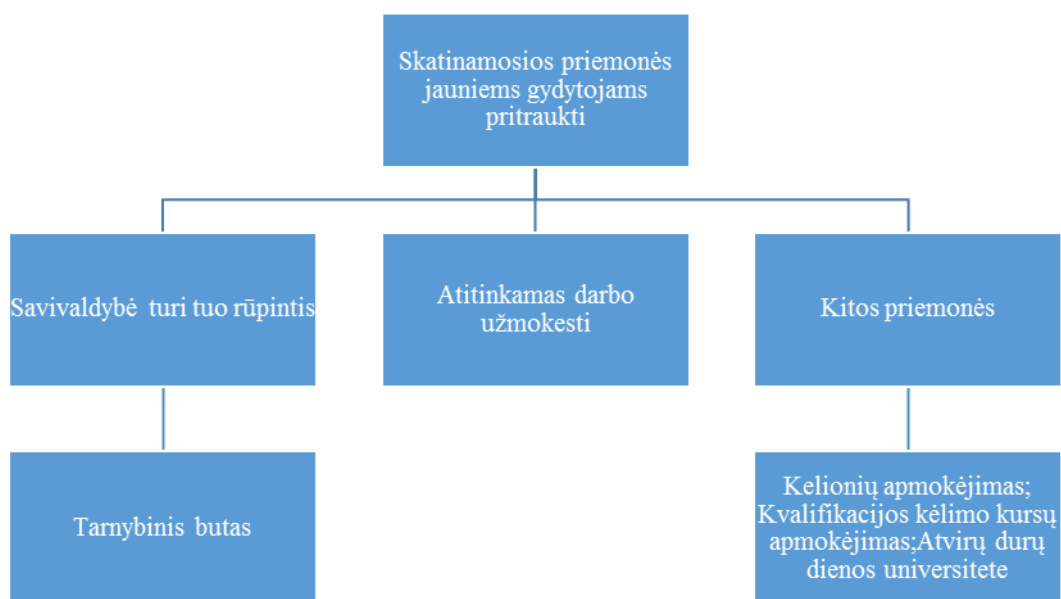 Skatinamosios priemonės
jauniems gydytojams
pritraukti
Savivaldybė turi tuo rūpintis
Atitinkamas darbo
užmokesti
Kitos priemonės
Tarnybinis butas
Kelionių apmokėjimas;
Kvalifikacijos kėlimo kursų
apmokėjimas;Atvirų durų
dienos universitete